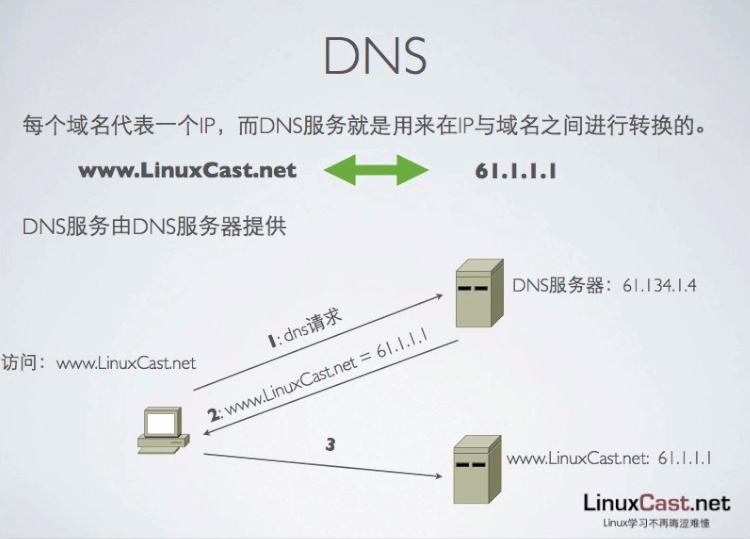 DNS
每个域名代表一个IP，而DNS服务就是用来在IP与域名之间进行转换的。
www.LinuxCast.net 61.1.1.1
DNS服务由DNS服务器提供
DNS服务器：61.134.1.4
1: dns请求
访问：www.LinuxCast.net
2: www.LinuxCast.net = 61.1.1.1
3
www.LinuxCast.net: 61.1.1.1
LinuxCast.net
Linux学习不再晦涩难懂